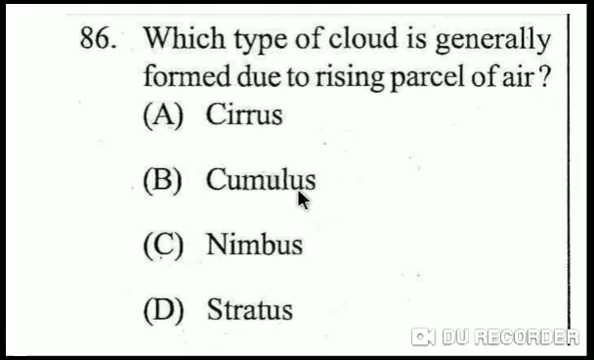 86. Which type of cloud is generally
formed due to rising parcel of air?
(A) Cirrus
(B) Cumulus
(C) Nimbus
(D) Stratus
DU RECORDER